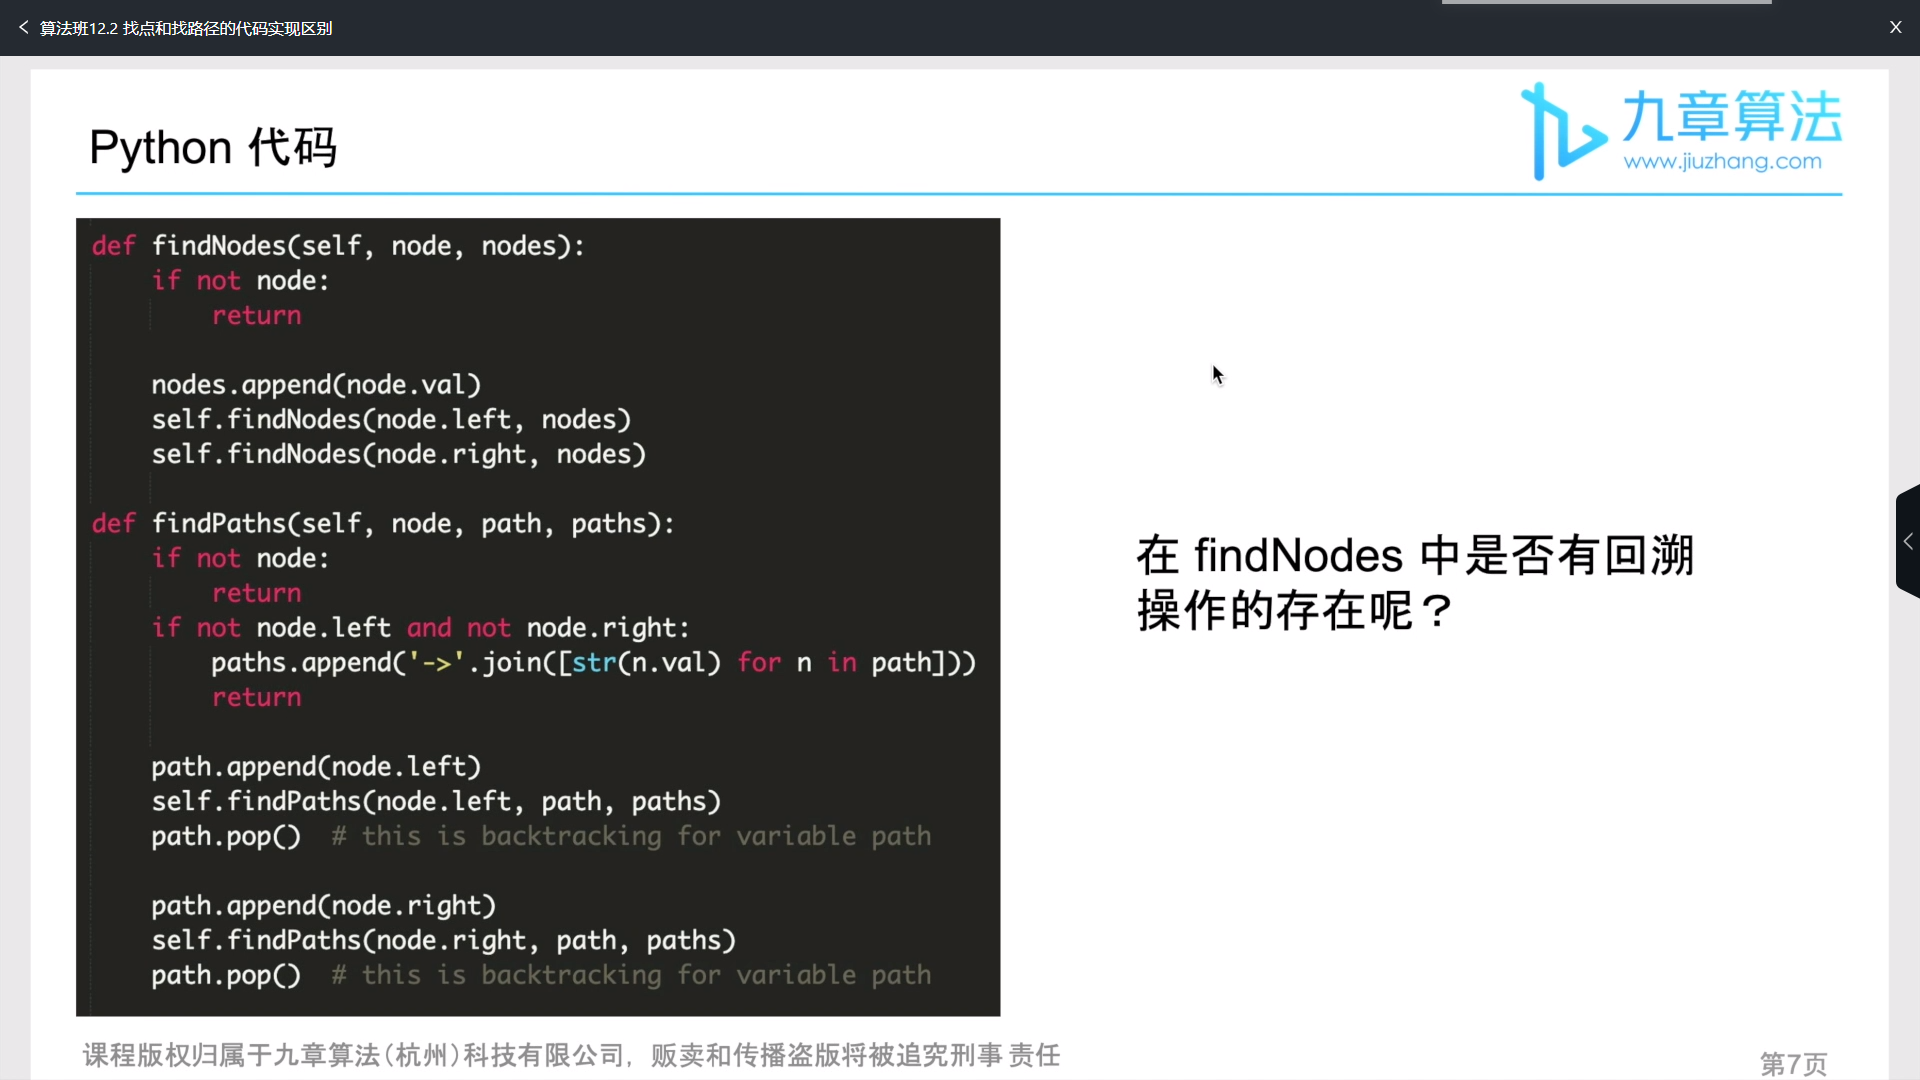 算法班12.2 找点和找路径的代码实现区别
X
Python 代码
九章算法
www.jiuzhang.com
def findNodes(self, node, nodes):
    if not node:
        return

    nodes.append(node.val)
    self.findNodes(node.left, nodes)
    self.findNodes(node.right, nodes)

def findPaths(self, node, path, paths):
    if not node:
        return
    if not node.left and not node.right:
        paths.append('->'.join([str(n.val) for n in path]))
        return

    path.append(node.left)
    self.findPaths(node.left, path, paths)
    path.pop()  # this is backtracking for variable path

    path.append(node.right)
    self.findPaths(node.right, path, paths)
    path.pop()  # this is backtracking for variable path
在 findNodes 中是否有回溯
操作的存在呢？
课程版权归属于九章算法(杭州)科技有限公司，贩卖和传播盗版将被追究刑事 责任
第7页